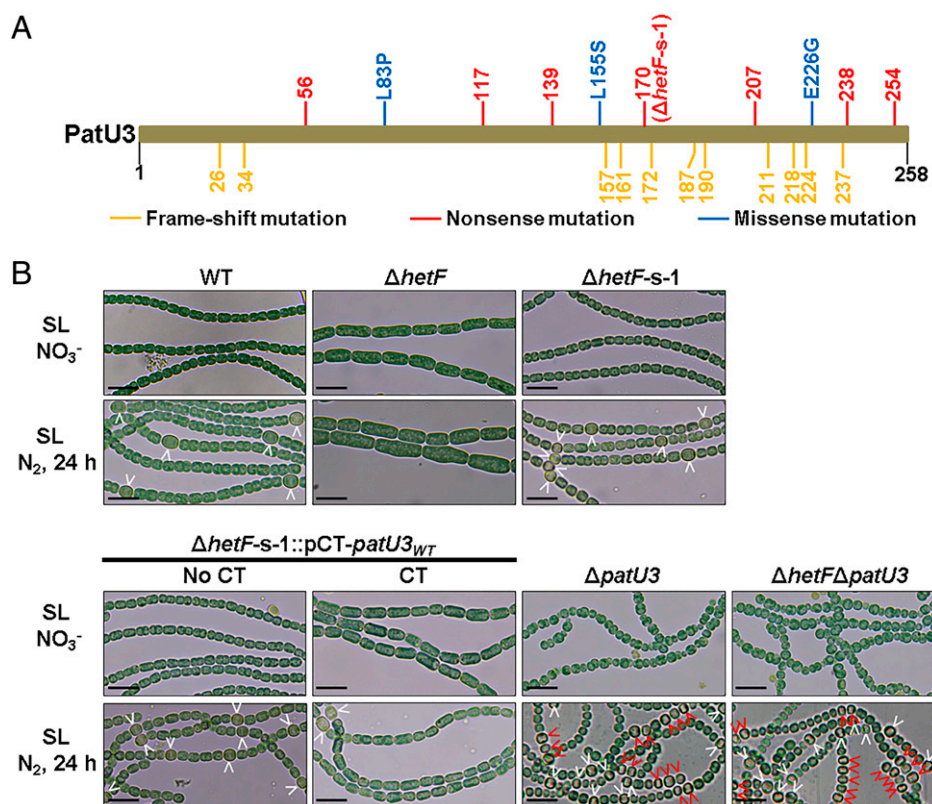 A
56
L83P
117
139
L155S
170
(ΔhetF-s-1)
207
E226G
238
254
PatU3
1
258
26
34
157
161
172
187
190
211
218
224
237
Frame-shift mutation
Nonsense mutation
Missense mutation
B
WT
ΔhetF
ΔhetF-s-1
SL
NO₃⁻
SL
N₂, 24 h
ΔhetF-s-1::pCT-patU3WT
No CT
CT
ΔpatU3
ΔhetFΔpatU3
SL
NO₃⁻
SL
N₂, 24 h